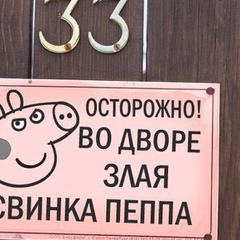 33
ОСТОРОЖНО!
ВО ДВОРЕ
ЗЛАЯ
СВИНКА ПЕППА